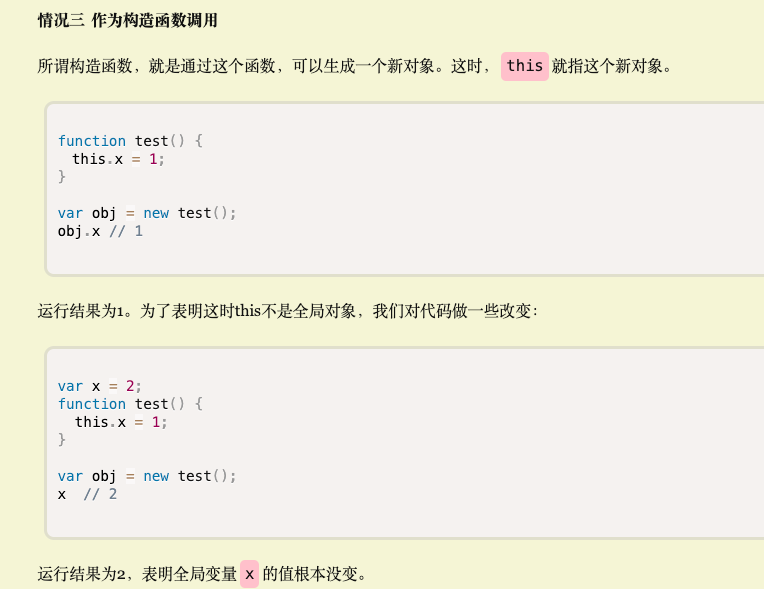 情况三 作为构造函数调用
所谓构造函数，就是通过这个函数，可以生成一个新对象。这时， this 就指这个新对象。
function test() {
  this.x = 1;
}
var obj = new test();
obj.x // 1
运行结果为1。为了表明这时this不是全局对象，我们对代码做一些改变：
var x = 2;
function test() {
  this.x = 1;
}
var obj = new test();
x  // 2
运行结果为2，表明全局变量 x 的值根本没变。